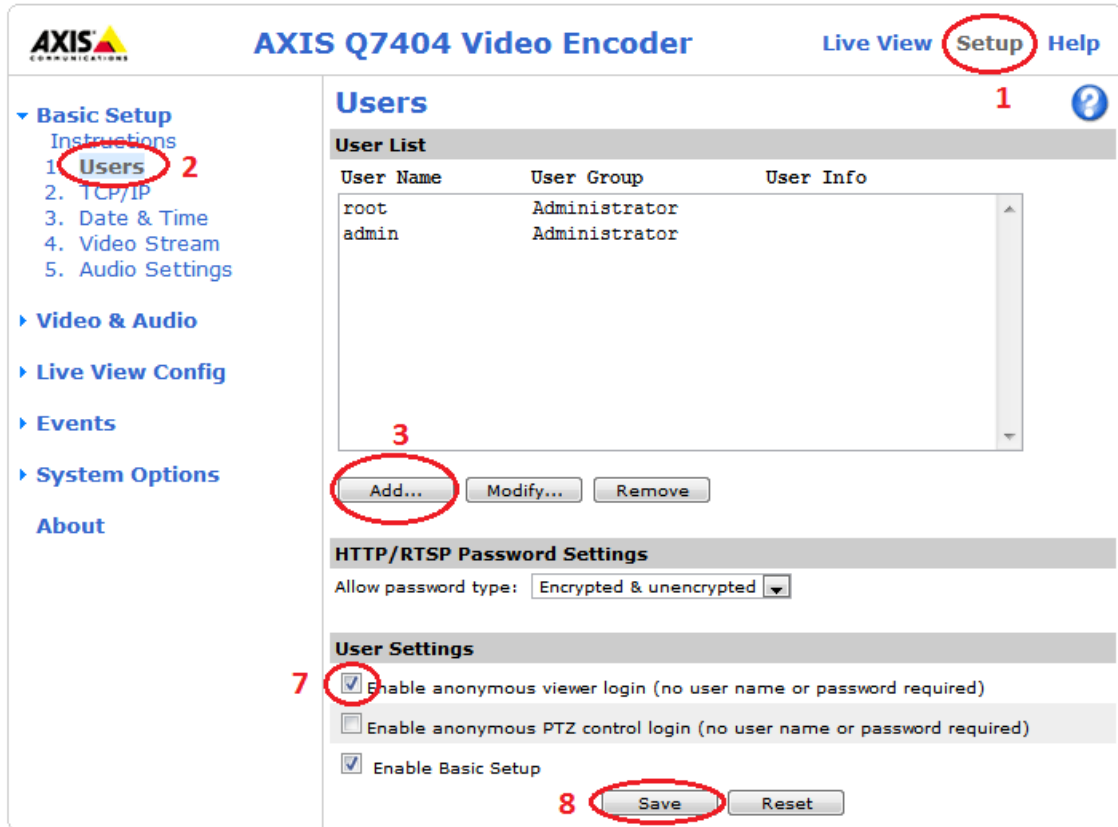 AXIS
COMMUNICATIONS
AXIS Q7404 Video Encoder
Live View Setup Help
1
Basic Setup
Instructions
1. Users 2
2. TCP/IP
3. Date & Time
4. Video Stream
5. Audio Settings
Video & Audio
Live View Config
Events
System Options
About
Users
?
User List
User Name User Group User Info
root Administrator
admin Administrator
3
Add... Modify... Remove
HTTP/RTSP Password Settings
Allow password type: Encrypted & unencrypted
User Settings
7 Enable anonymous viewer login (no user name or password required)
Enable anonymous PTZ control login (no user name or password required)
Enable Basic Setup
8 Save Reset